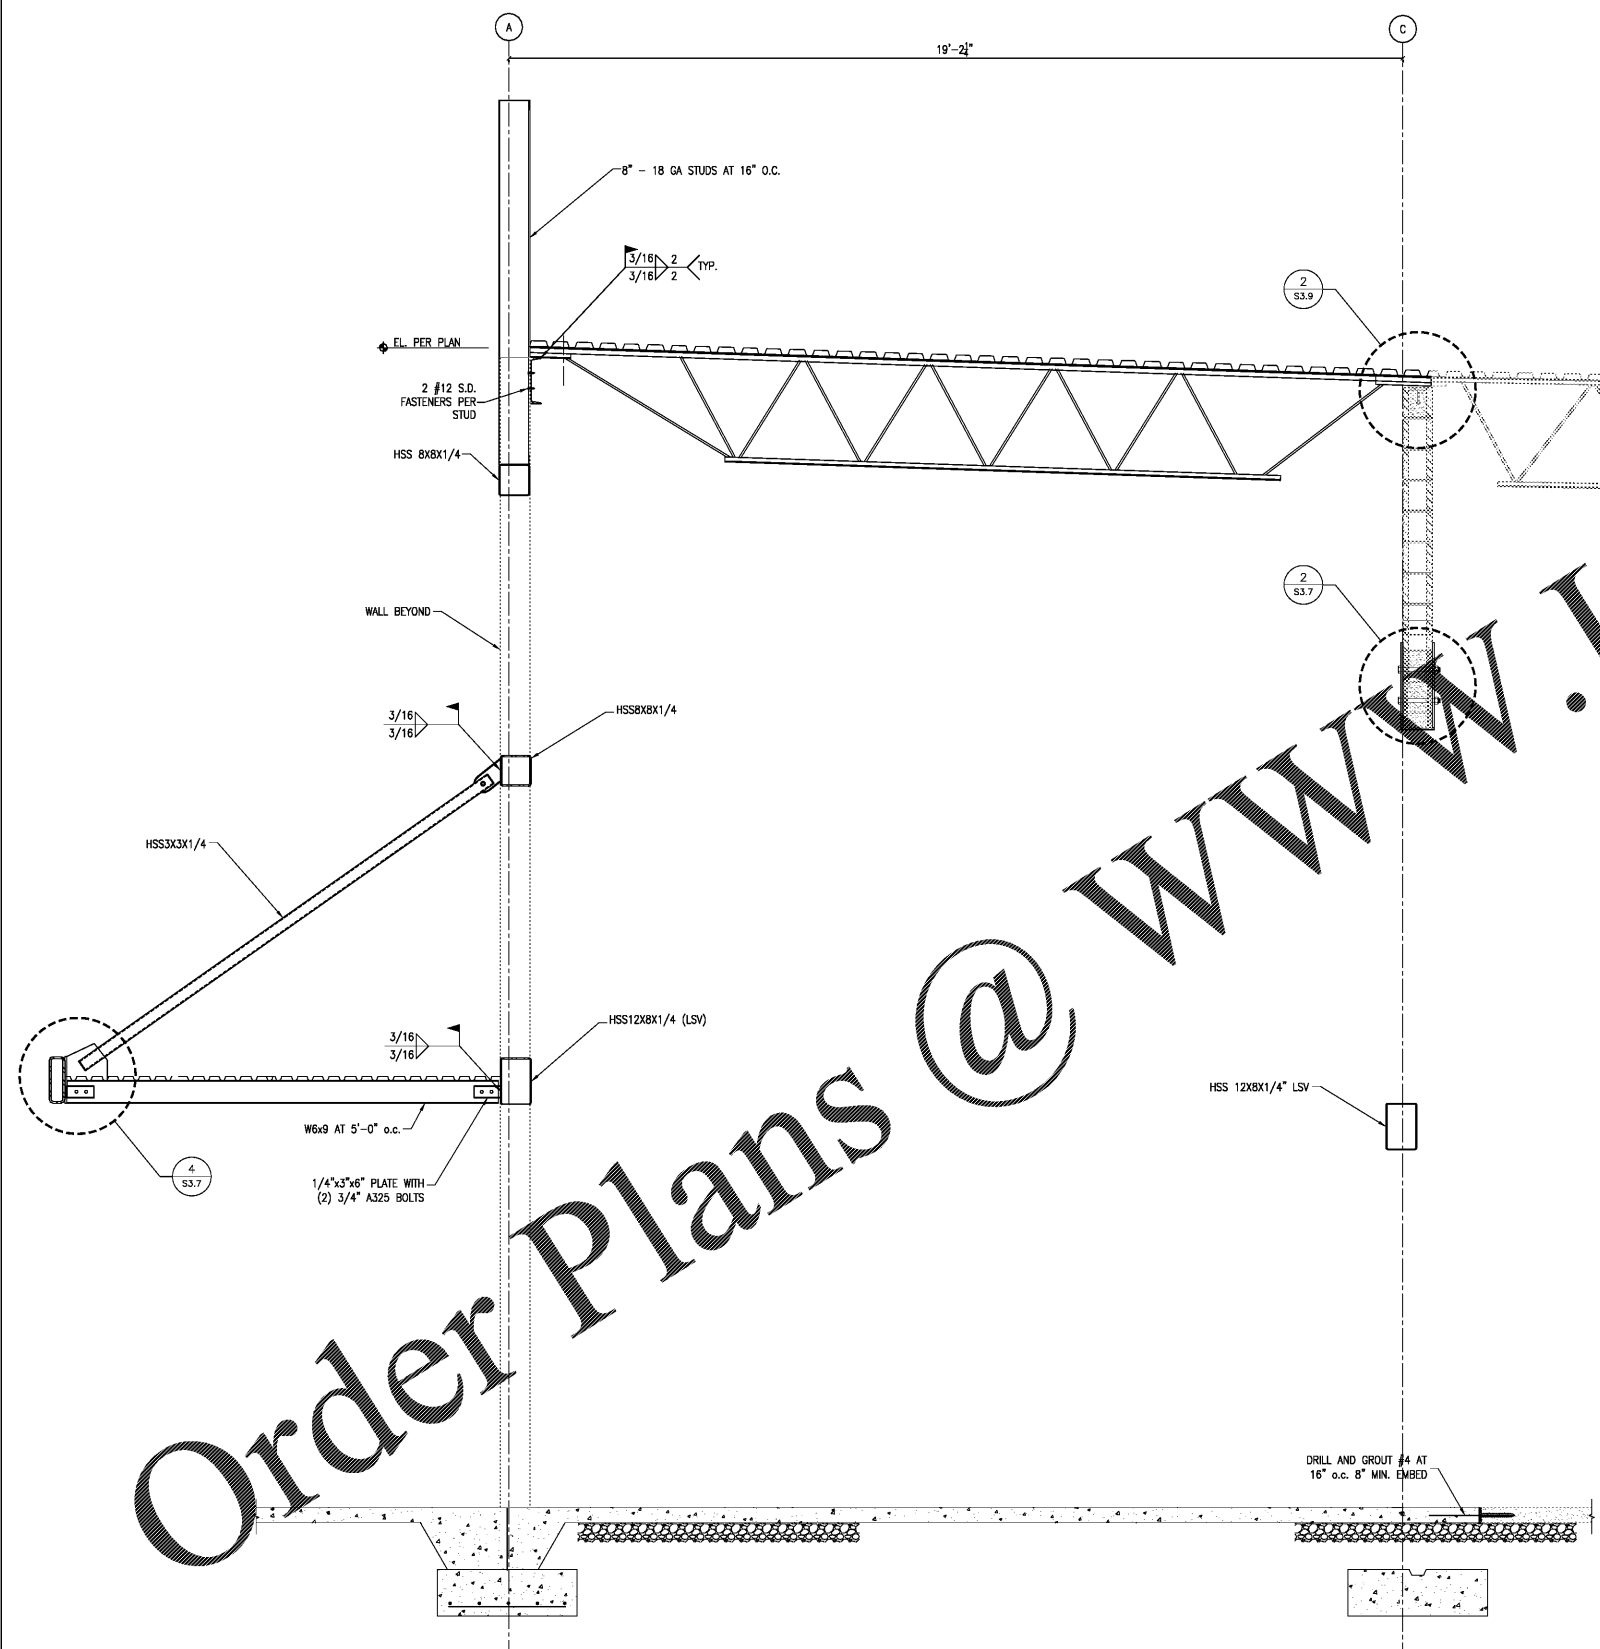 A
C
19'-2¼"
8" - 18 GA STUDS AT 16" O.C.
3/16 2
3/16 2
TYP.
2
S3.9
EL. PER PLAN
2 #12 S.D.
FASTENERS PER
STUD
HSS 8X8X1/4
2
S3.7
WALL BEYOND
3/16
3/16
HSS8X8X1/4
HSS3X3X1/4
3/16
3/16
HSS12X8X1/4 (LSV)
HSS 12X8X1/4" LSV
W6x9 AT 5'-0" o.c.
4
S3.7
1/4"x3"x6" PLATE WITH
(2) 3/4" A325 BOLTS
Order Plans @ www.
DRILL AND GROUT #4 AT
16" o.c. 8" MIN. EMBED